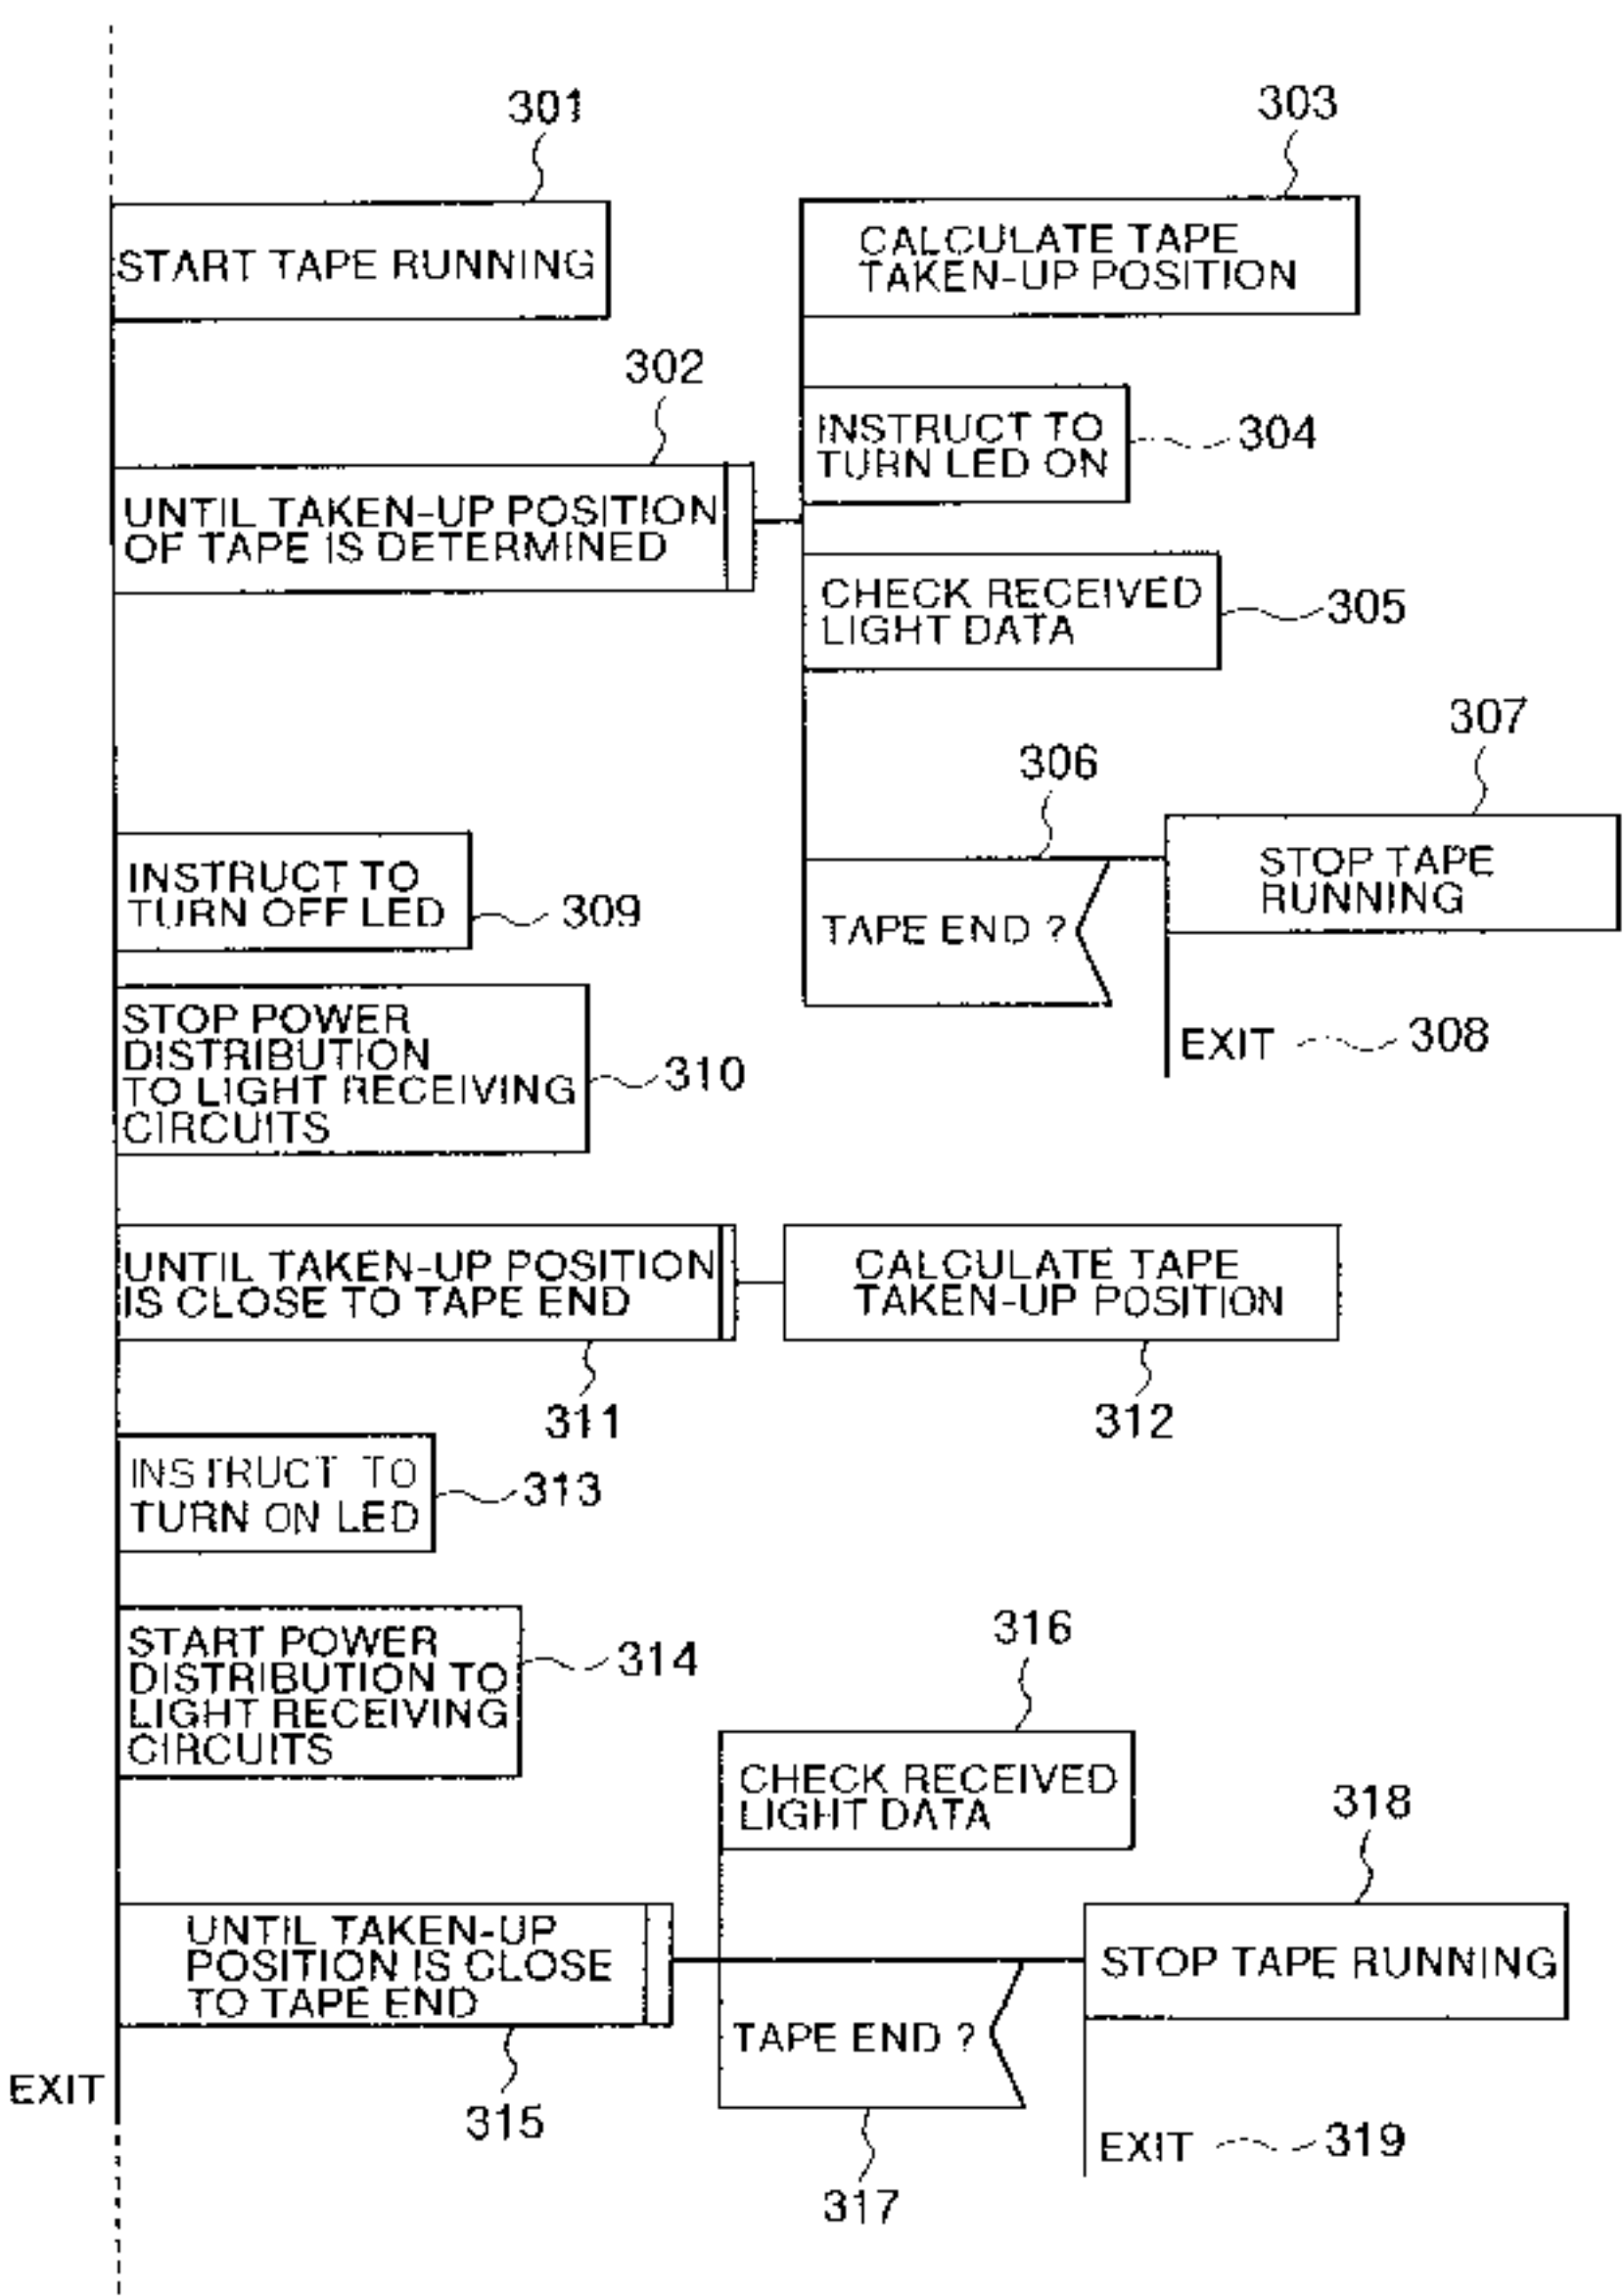 301
START TAPE RUNNING
302
UNTIL TAKEN-UP POSITION
OF TAPE IS DETERMINED
303
CALCULATE TAPE
TAKEN-UP POSITION
INSTRUCT TO
TURN LED ON
304
CHECK RECEIVED
LIGHT DATA
305
306
TAPE END ?
307
STOP TAPE
RUNNING
EXIT
308
INSTRUCT TO
TURN OFF LED
309
STOP POWER
DISTRIBUTION
TO LIGHT RECEIVING
CIRCUITS
310
UNTIL TAKEN-UP POSITION
IS CLOSE TO TAPE END
311
CALCULATE TAPE
TAKEN-UP POSITION
312
INSTRUCT TO
TURN ON LED
313
START POWER
DISTRIBUTION TO
LIGHT RECEIVING
CIRCUITS
314
UNTIL TAKEN-UP
POSITION IS CLOSE
TO TAPE END
315
316
CHECK RECEIVED
LIGHT DATA
TAPE END ?
317
318
STOP TAPE RUNNING
EXIT
319
EXIT